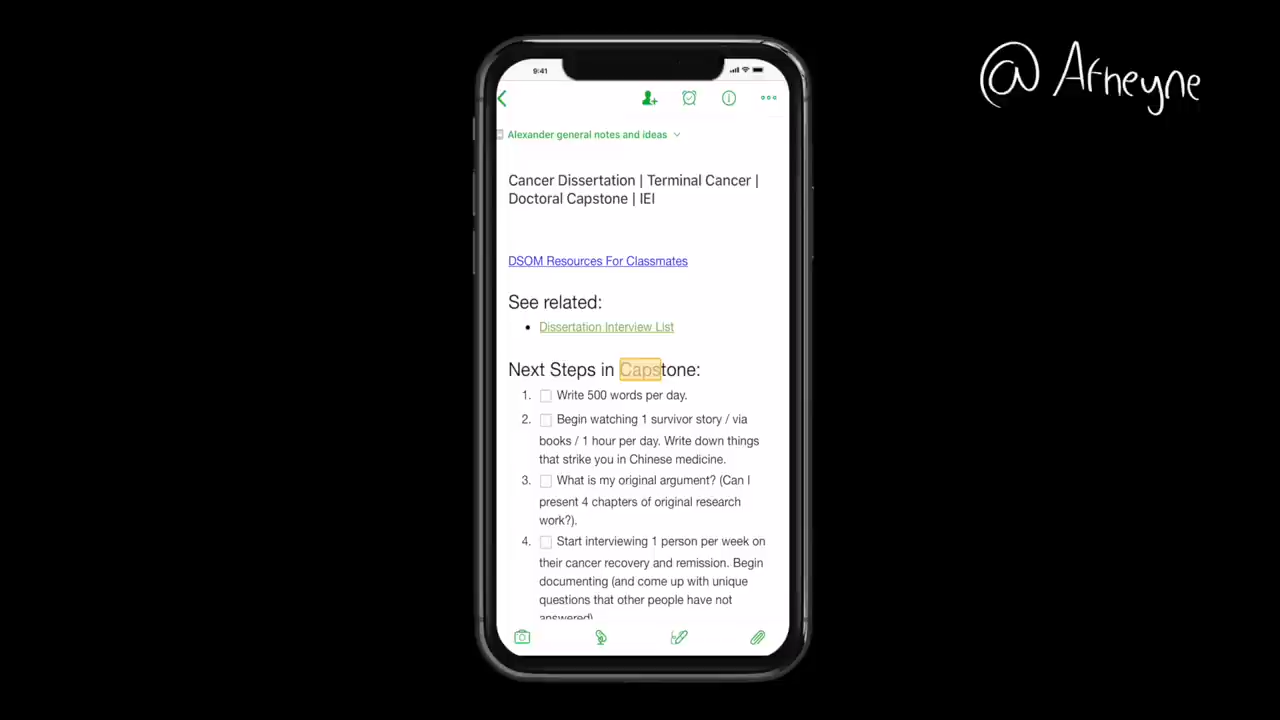 @Afheyne
9:41
Alexander general notes and ideas
Cancer Dissertation | Terminal Cancer |
Doctoral Capstone | IEI
DSOM Resources For Classmates
See related:
• Dissertation Interview List
Next Steps in Capstone:
1. Write 500 words per day.
2. Begin watching 1 survivor story / via
books / 1 hour per day. Write down things
that strike you in Chinese medicine.
3. What is my original argument? (Can I
present 4 chapters of original research
work?).
4. Start interviewing 1 person per week on
their cancer recovery and remission. Begin
documenting (and come up with unique
questions that other people have not
answered)